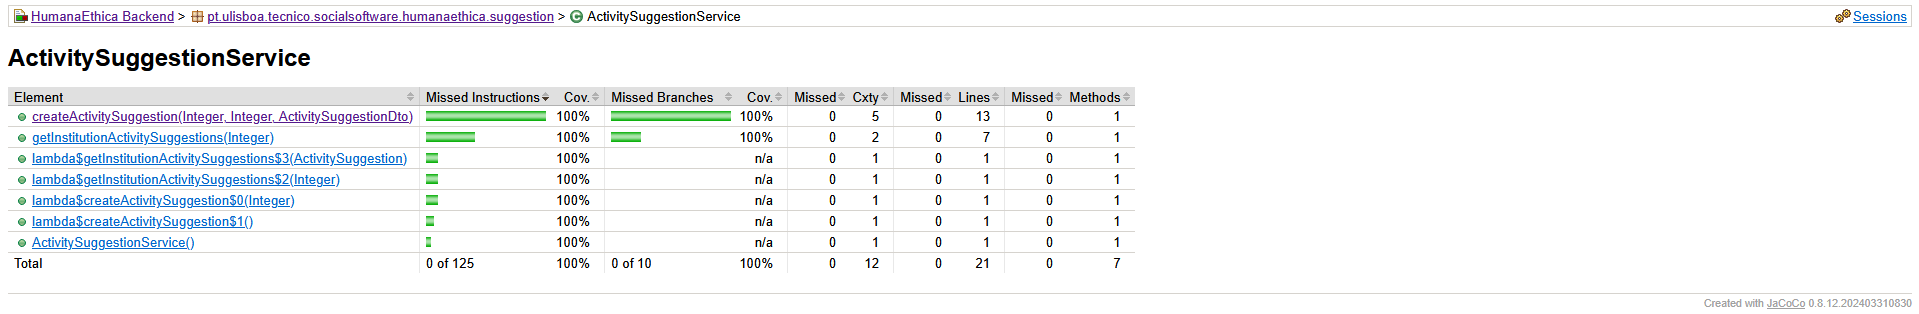 HumanaEthica Backend > pt.ulisboa.tecnico.socialsoftware.humanaethica.suggestion > ActivitySuggestionService Sessions
ActivitySuggestionService
Element Missed Instructions Cov. Missed Branches Cov. Missed Cxty Missed Lines Missed Methods
createActivitySuggestion(Integer, Integer, ActivitySuggestionDto) 100% 100% 0 5 0 13 0 1
getInstitutionActivitySuggestions(Integer) 100% 100% 0 2 0 7 0 1
lambda$getInstitutionActivitySuggestions$3(ActivitySuggestion) 100% n/a 0 1 0 1 0 1
lambda$getInstitutionActivitySuggestions$2(Integer) 100% n/a 0 1 0 1 0 1
lambda$createActivitySuggestion$0(Integer) 100% n/a 0 1 0 1 0 1
lambda$createActivitySuggestion$1() 100% n/a 0 1 0 1 0 1
ActivitySuggestionService() 100% n/a 0 1 0 1 0 1
Total 0 of 125 100% 0 of 10 100% 0 12 0 21 0 7
Created with JaCoCo 0.8.12.202403310830